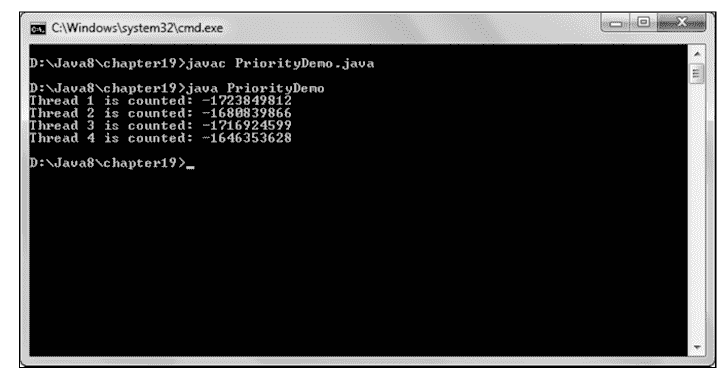 C:\Windows\system32\cmd.exe
D:\Java8\chapter19>javac PriorityDemo.java
D:\Java8\chapter19>java PriorityDemo
Thread 1 is counted: -1723849812
Thread 2 is counted: -1680839866
Thread 3 is counted: -1716924599
Thread 4 is counted: -1646353628
D:\Java8\chapter19>_